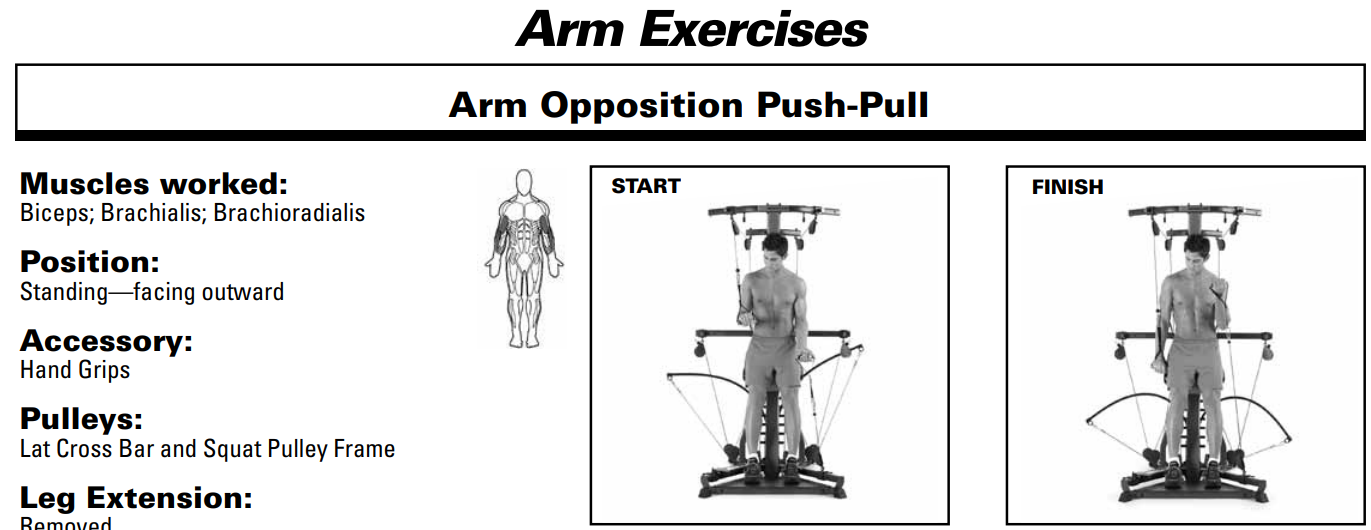 Arm Exercises
Arm Opposition Push-Pull
Muscles worked:
Biceps; Brachialis; Brachioradialis
Position:
Standing—facing outward
Accessory:
Hand Grips
Pulleys:
Lat Cross Bar and Squat Pulley Frame
Leg Extension:
Removed
START
FINISH